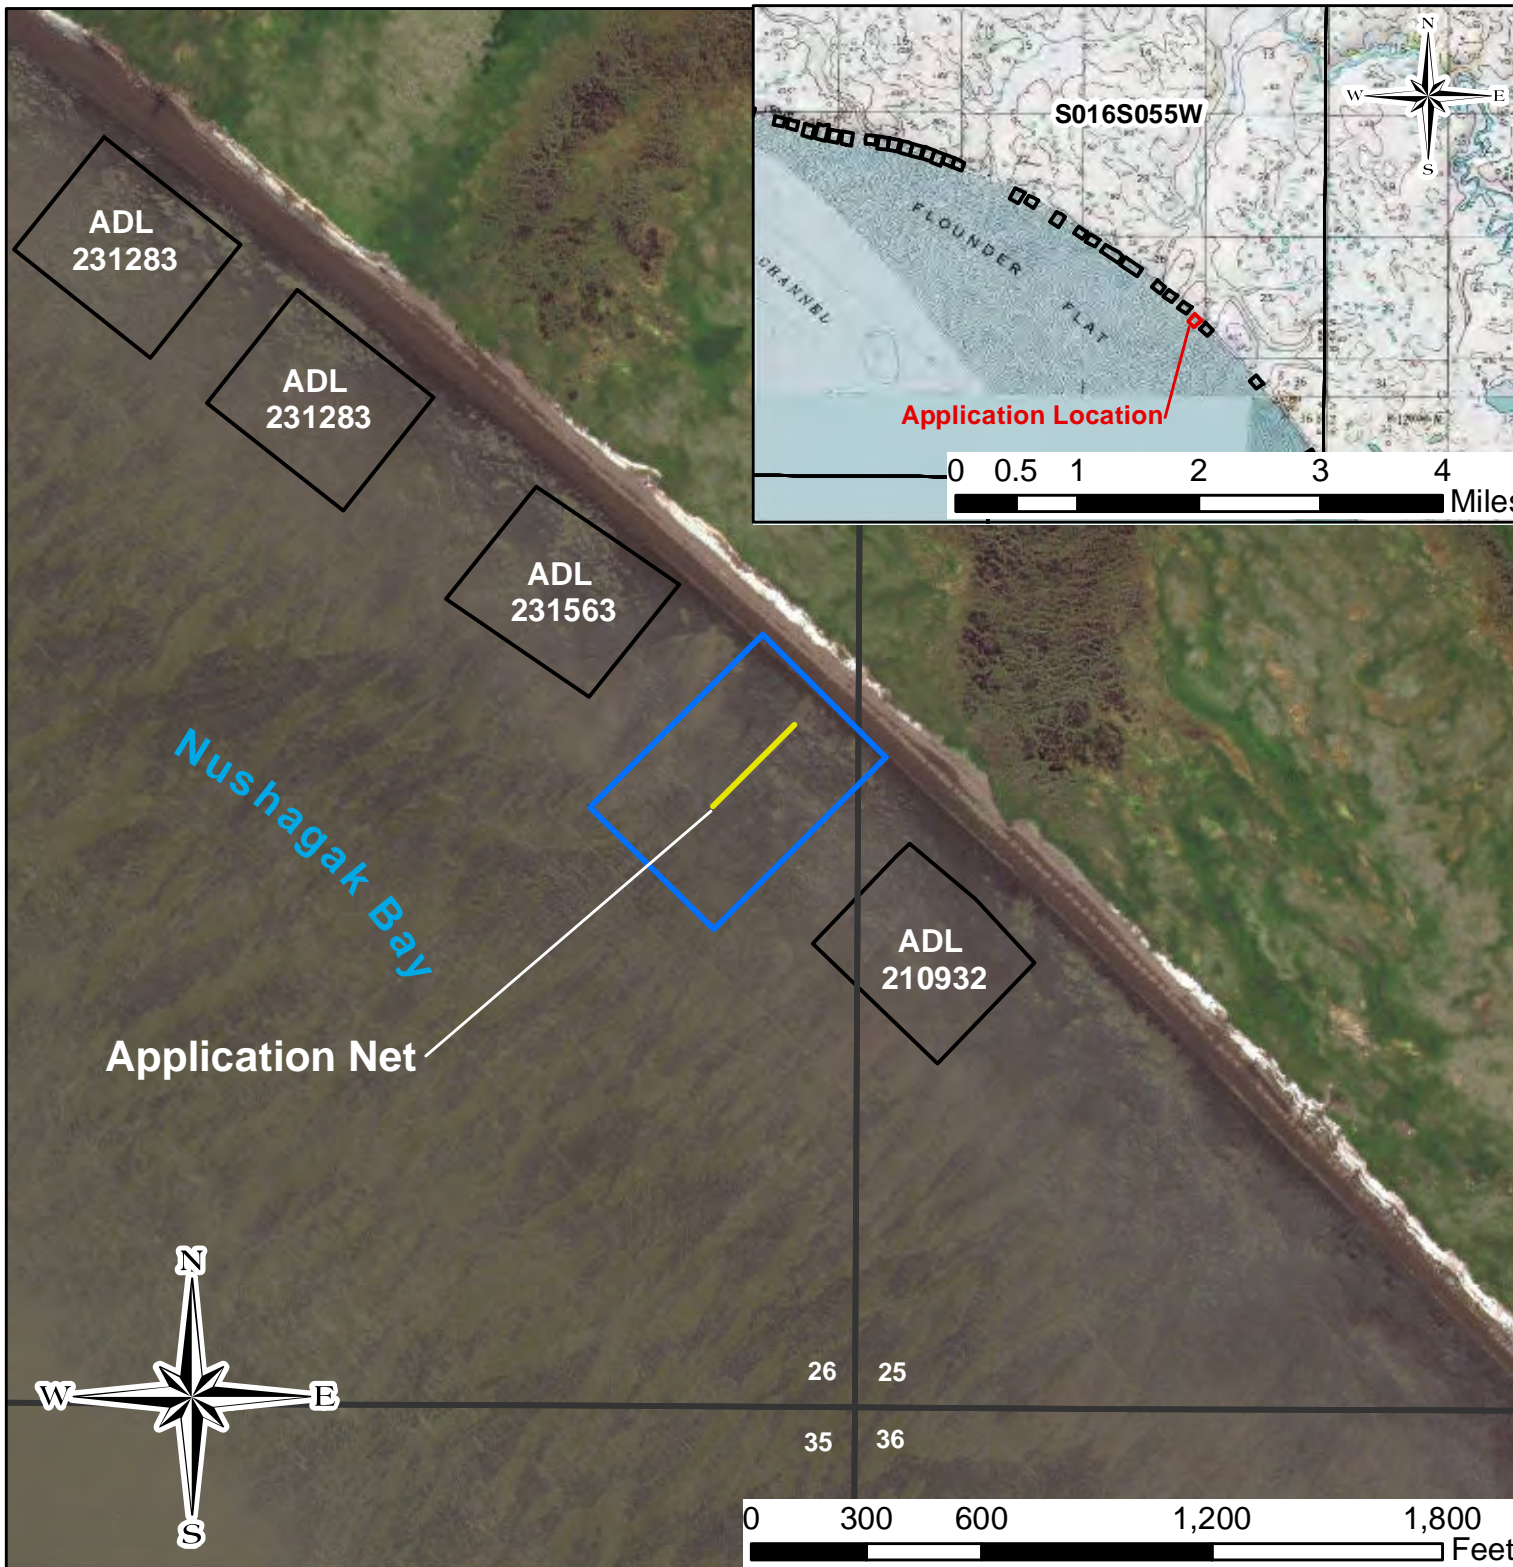 ADL
231283
ADL
231283
ADL
231563
ADL
210932
Nushagak Bay
Application Net
N
W E
S
26 25
35 36
0 300 600 1,200 1,800
Feet
S016S055W
N
W E
S
FLOUNDER FLAT
CHANNEL
Application Location
0 0.5 1 2 3 4
Miles